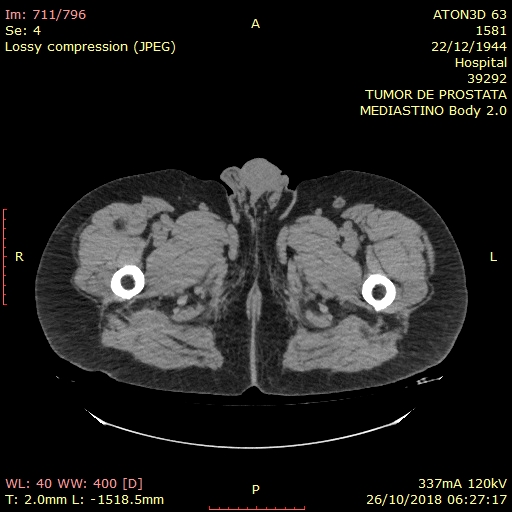 Im: 711/796
Se: 4
Lossy compression (JPEG)
A
ATON3D 63
1581
22/12/1944
Hospital
39292
TUMOR DE PROSTATA
MEDIASTINO Body 2.0
R
L
WL: 40 WW: 400 [D]
T: 2.0mm L: -1518.5mm
P
337mA 120kV
26/10/2018 06:27:17